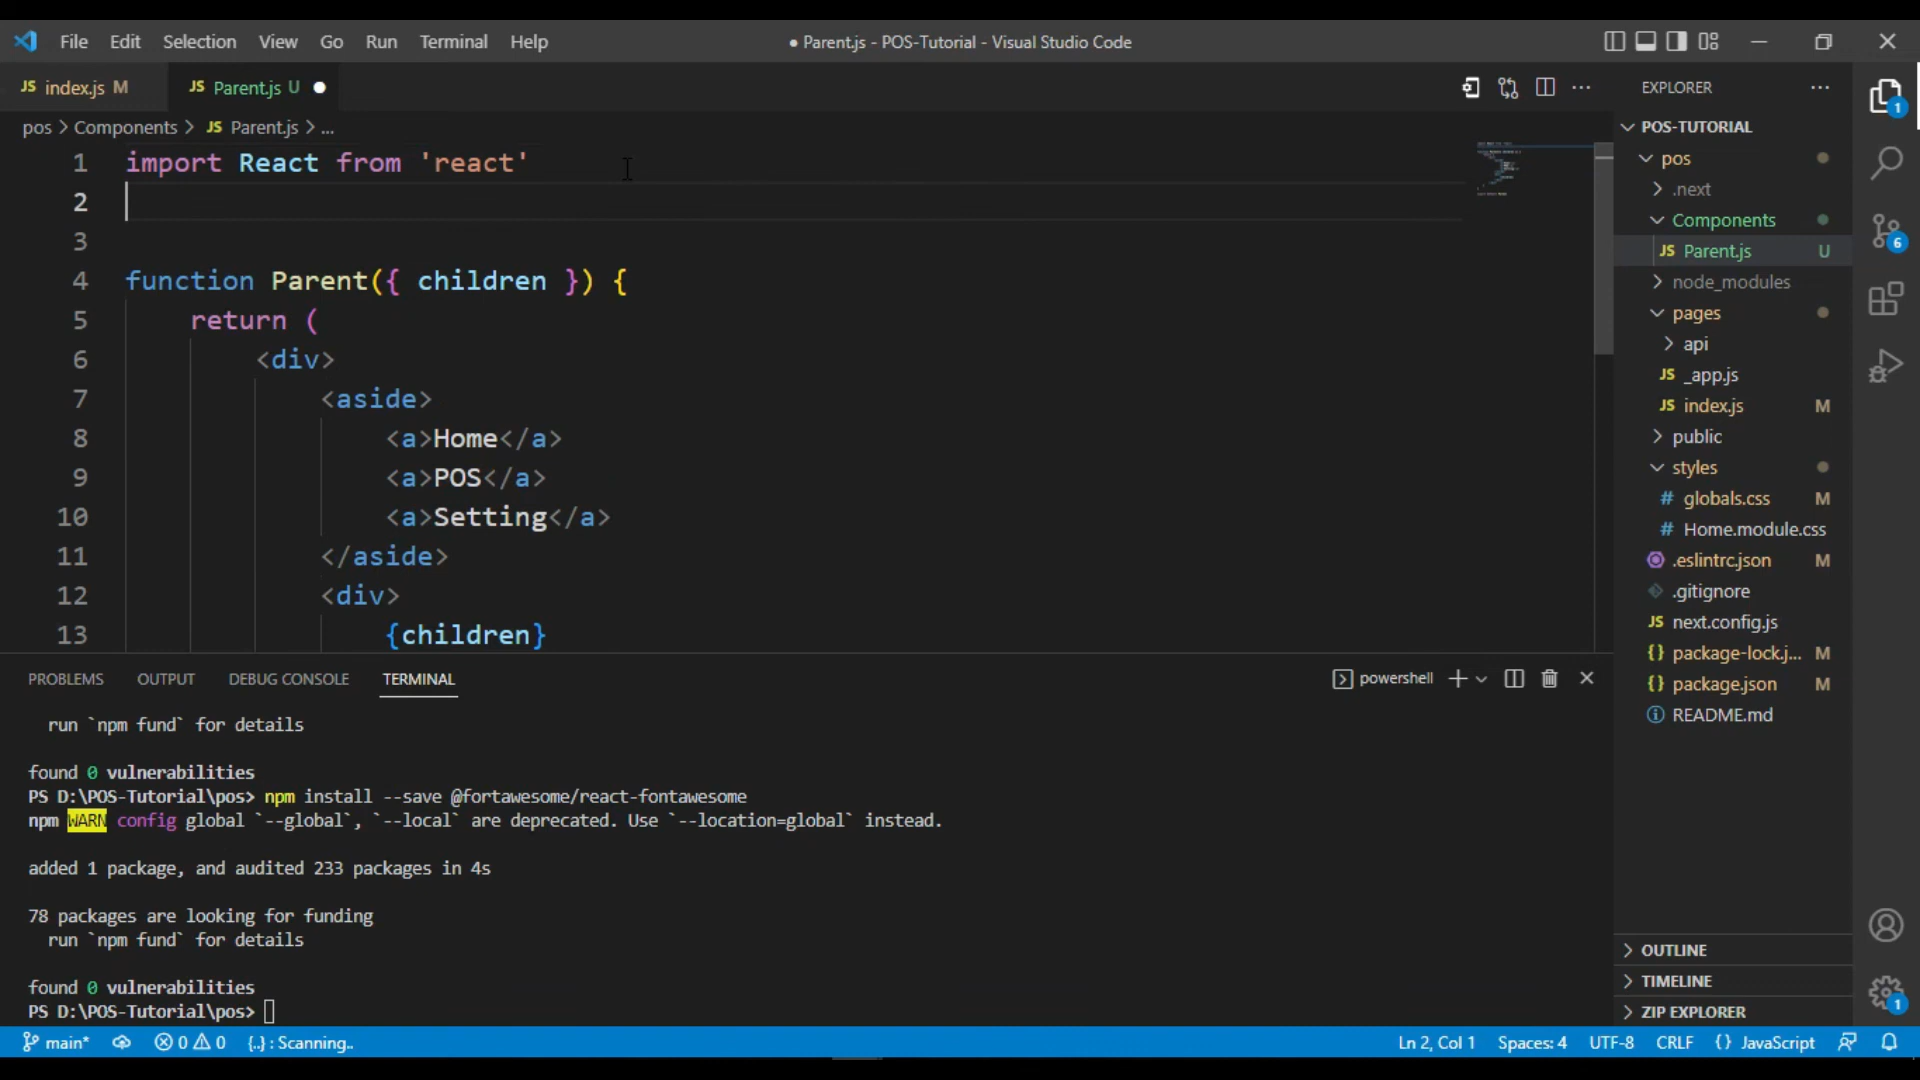 File Edit Selection View Go Run Terminal Help
● Parent.js - POS-Tutorial - Visual Studio Code
JS index.js M
JS Parent.js U ●
pos > Components > JS Parent.js > ...
1 import React from 'react'
2
3
4 function Parent({ children }) {
5 return (
6 <div>
7 <aside>
8 <a>Home</a>
9 <a>POS</a>
10 <a>Setting</a>
11 </aside>
12 <div>
13 {children}
PROBLEMS OUTPUT DEBUG CONSOLE TERMINAL
powershell
run `npm fund` for details
found 0 vulnerabilities
PS D:\POS-Tutorial\pos> npm install --save @fortawesome/react-fontawesome
npm WARN config global `--global`, `--local` are deprecated. Use `--location=global` instead.
added 1 package, and audited 233 packages in 4s
78 packages are looking for funding
run `npm fund` for details
found 0 vulnerabilities
PS D:\POS-Tutorial\pos>
EXPLORER ...
POS-TUTORIAL
pos
.next
Components
JS Parent.js U
node_modules
pages
api
JS _app.js
JS index.js M
public
styles
# globals.css M
# Home.module.css
.eslintrc.json M
.gitignore
JS next.config.js
{} package-lock.j... M
{} package.json M
README.md
OUTLINE
TIMELINE
ZIP EXPLORER
1
6
1
main* 0 0 {..} : Scanning..
Ln 2, Col 1 Spaces: 4 UTF-8 CRLF {} JavaScript